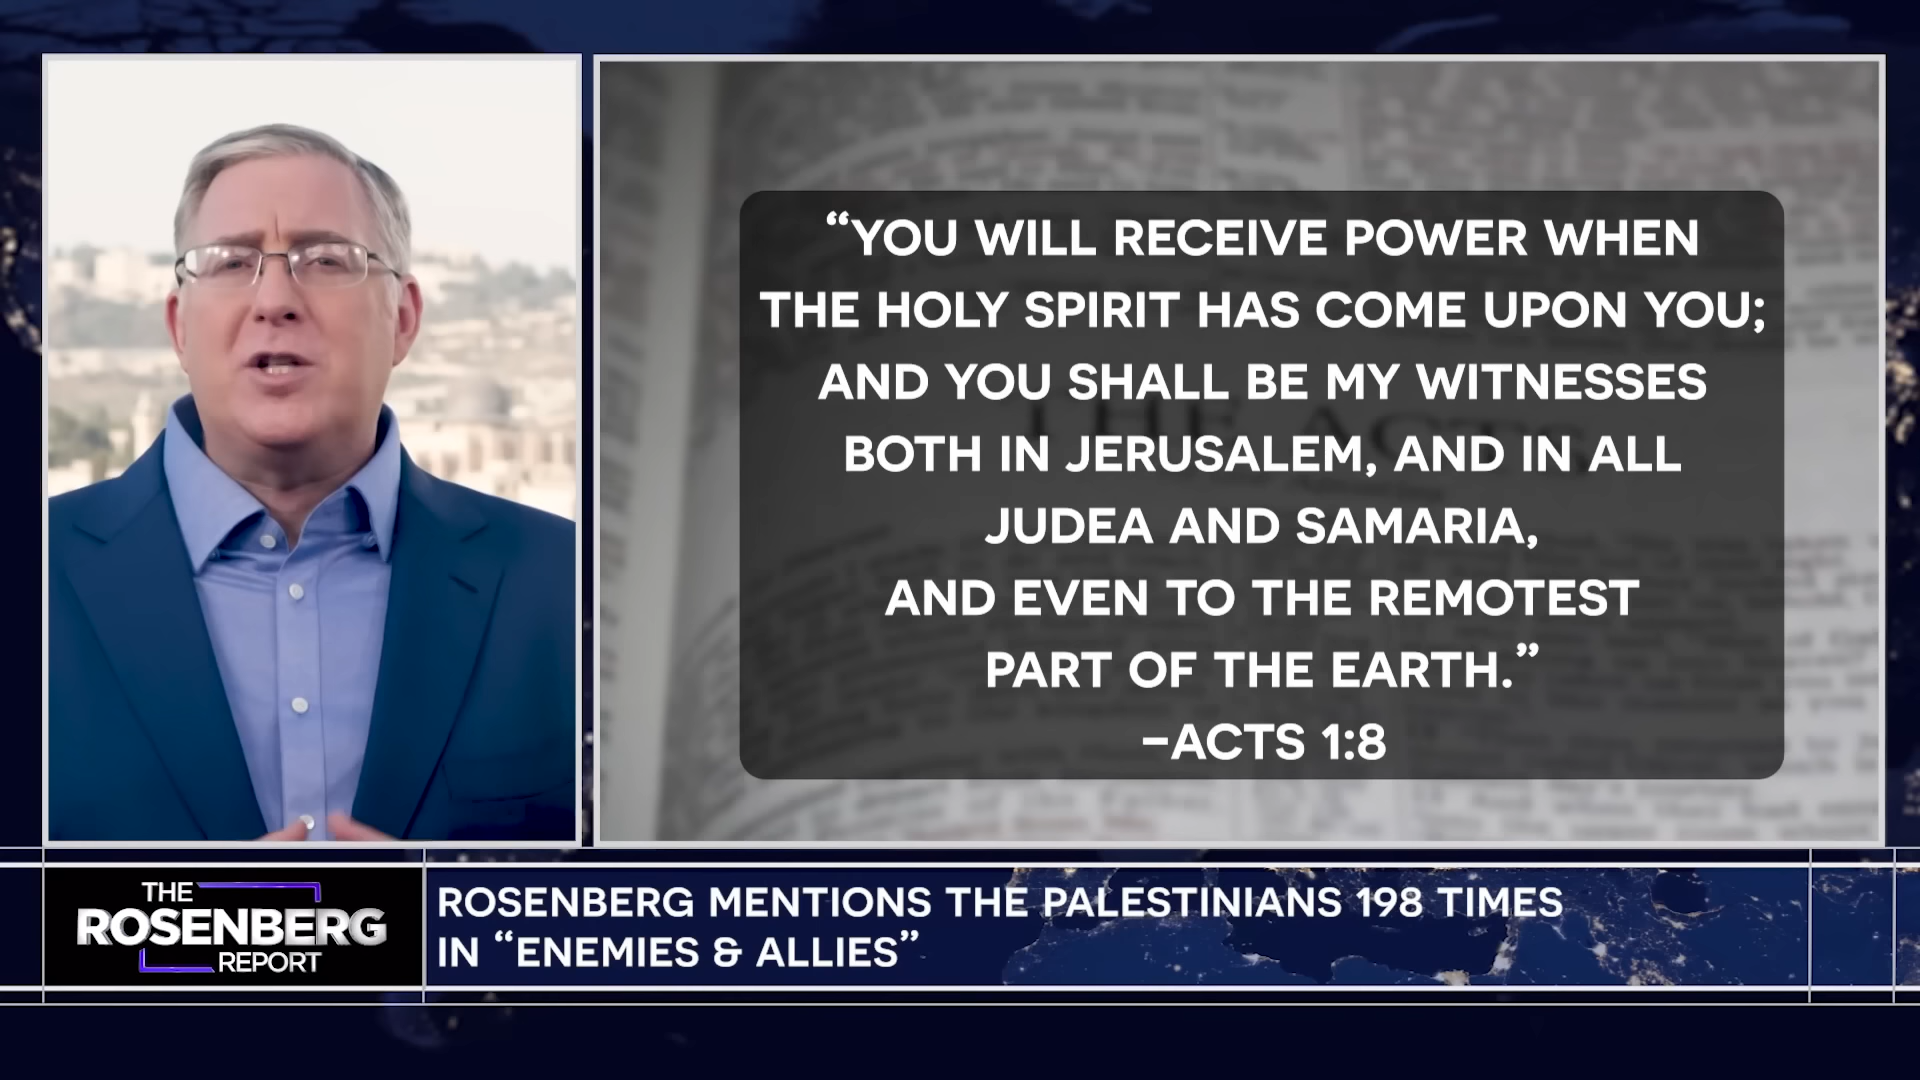 “YOU WILL RECEIVE POWER WHEN
THE HOLY SPIRIT HAS COME UPON YOU;
AND YOU SHALL BE MY WITNESSES
BOTH IN JERUSALEM, AND IN ALL
JUDEA AND SAMARIA,
AND EVEN TO THE REMOTEST
PART OF THE EARTH.”
–ACTS 1:8
THE ACTS
THE
ROSENBERG
REPORT
ROSENBERG MENTIONS THE PALESTINIANS 198 TIMES
IN “ENEMIES & ALLIES”